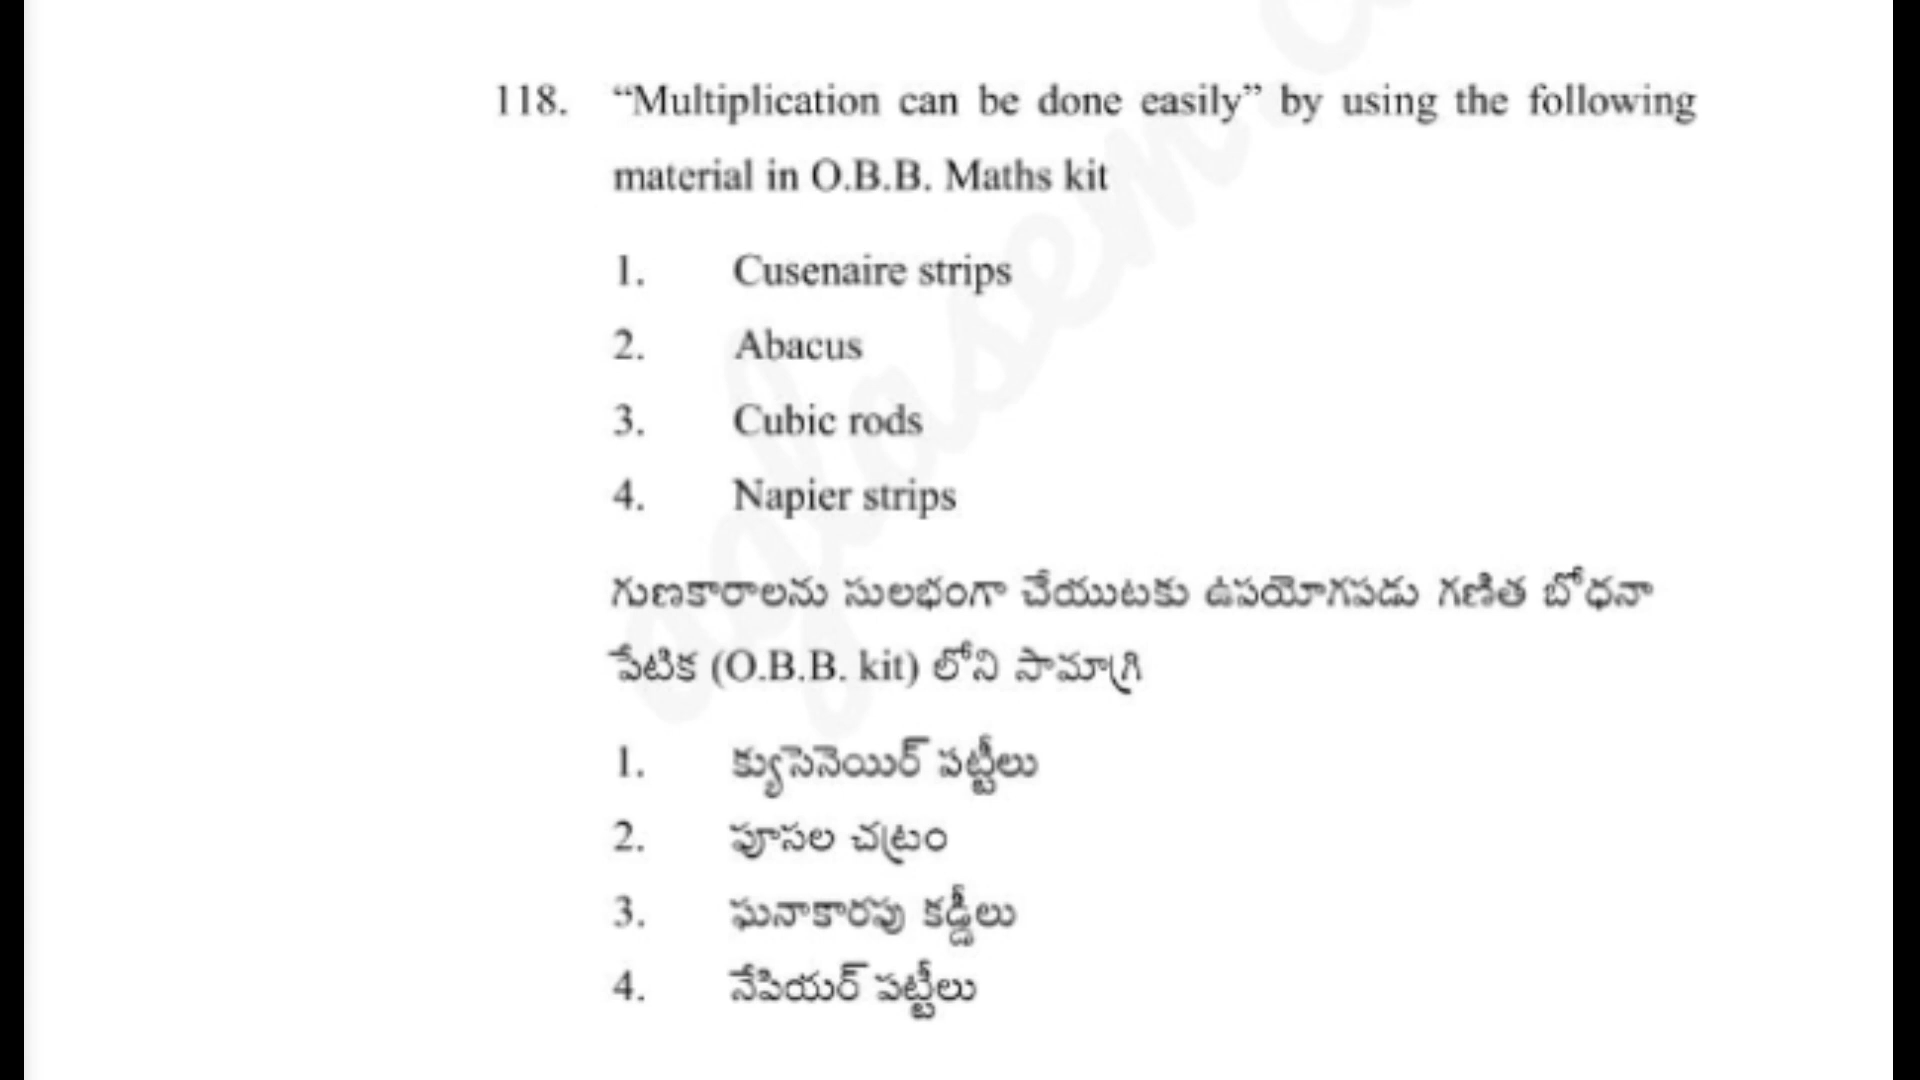 118. “Multiplication can be done easily” by using the following
material in O.B.B. Maths kit
1. Cusenaire strips
2. Abacus
3. Cubic rods
4. Napier strips
గుణకారాలను సులభంగా చేయుటకు ఉపయోగపడు గణిత బోధనా
పేటిక (O.B.B. kit) లోని సామాగ్రి
1. క్యుసెనెయిర్ పట్టీలు
2. పూసల చట్రం
3. ఘనాకారపు కడ్డీలు
4. నేపియర్ పట్టీలు